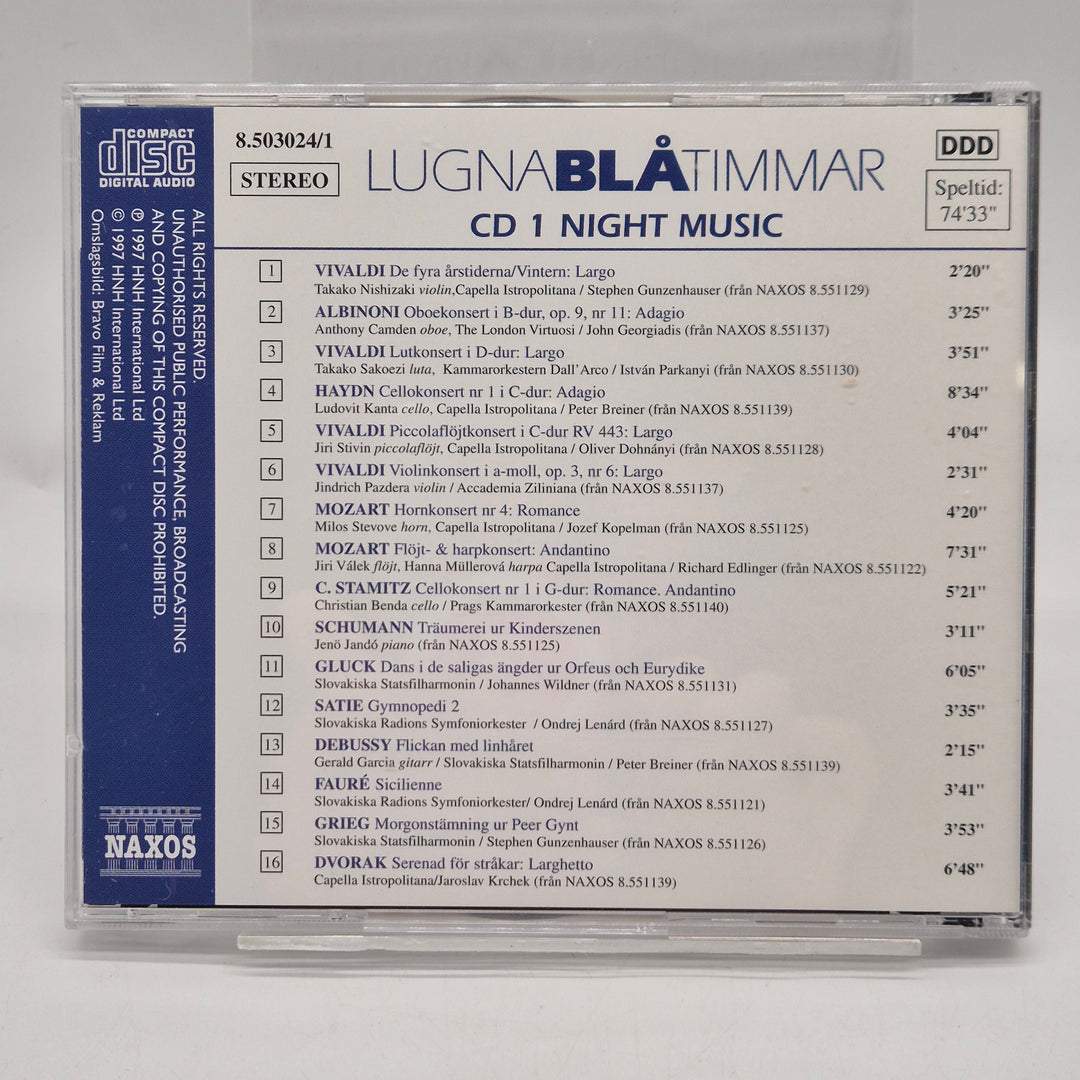 COMPACT
disc
DIGITAL AUDIO
8.503024/1
STEREO
LUGNABLÅTIMMAR
CD 1 NIGHT MUSIC
DDD
Speltid:
74'33"
1 VIVALDI De fyra årstiderna/Vintern: Largo 2'20"
Takako Nishizaki violin,Capella Istropolitana / Stephen Gunzenhauser (från NAXOS 8.551129)
2 ALBINONI Oboekonsert i B-dur, op. 9, nr 11: Adagio 3'25"
Anthony Camden oboe, The London Virtuosi / John Georgiadis (från NAXOS 8.551137)
3 VIVALDI Lutkonsert i D-dur: Largo 3'51"
Takako Sakoezi luta, Kammarorkestern Dall'Arco / István Parkanyi (från NAXOS 8.551130)
4 HAYDN Cellokonsert nr 1 i C-dur: Adagio 8'34"
Ludovit Kanta cello, Capella Istropolitana / Peter Breiner (från NAXOS 8.551139)
5 VIVALDI Piccolaflöjtkonsert i C-dur RV 443: Largo 4'04"
Jiri Stivin piccolaflöjt, Capella Istropolitana / Oliver Dohnányi (från NAXOS 8.551128)
6 VIVALDI Violinkonsert i a-moll, op. 3, nr 6: Largo 2'31"
Jindrich Pazdera violin / Accademia Ziliniana (från NAXOS 8.551137)
7 MOZART Hornkonsert nr 4: Romance 4'20"
Milos Stevove horn, Capella Istropolitana / Jozef Kopelman (från NAXOS 8.551125)
8 MOZART Flöjt- & harpkonsert: Andantino 7'31"
Jiri Válek flöjt, Hanna Müllerová harpa Capella Istropolitana / Richard Edlinger (från NAXOS 8.551122)
9 C. STAMITZ Cellokonsert nr 1 i G-dur: Romance. Andantino 5'21"
Christian Benda cello / Prags Kammarorkester (från NAXOS 8.551140)
10 SCHUMANN Träumerei ur Kinderszenen 3'11"
Jenö Jandó piano (från NAXOS 8.551125)
11 GLUCK Dans i de saligas ängder ur Orfeus och Eurydike 6'05"
Slovakiska Statsfilharmonin / Johannes Wildner (från NAXOS 8.551131)
12 SATIE Gymnopedi 2 3'35"
Slovakiska Radions Symfoniorkester / Ondrej Lenárd (från NAXOS 8.551127)
13 DEBUSSY Flickan med linhåret 2'15"
Gerald Garcia gitarr / Slovakiska Statsfilharmonin / Peter Breiner (från NAXOS 8.551139)
14 FAURÉ Sicilienne 3'41"
Slovakiska Radions Symfoniorkester/ Ondrej Lenárd (från NAXOS 8.551121)
15 GRIEG Morgonstämning ur Peer Gynt 3'53"
Slovakiska Statsfilharmonin / Stephen Gunzenhauser (från NAXOS 8.551126)
16 DVORAK Serenad för stråkar: Larghetto 6'48"
Capella Istropolitana/Jaroslav Krchek (från NAXOS 8.551139)
ALL RIGHTS RESERVED.
UNAUTHORISED PUBLIC PERFORMANCE, BROADCASTING
AND COPYING OF THIS COMPACT DISC PROHIBITED.
℗ 1997 HNH International Ltd
© 1997 HNH International Ltd
Omslagsbild: Bravo Film & Reklam
NAXOS